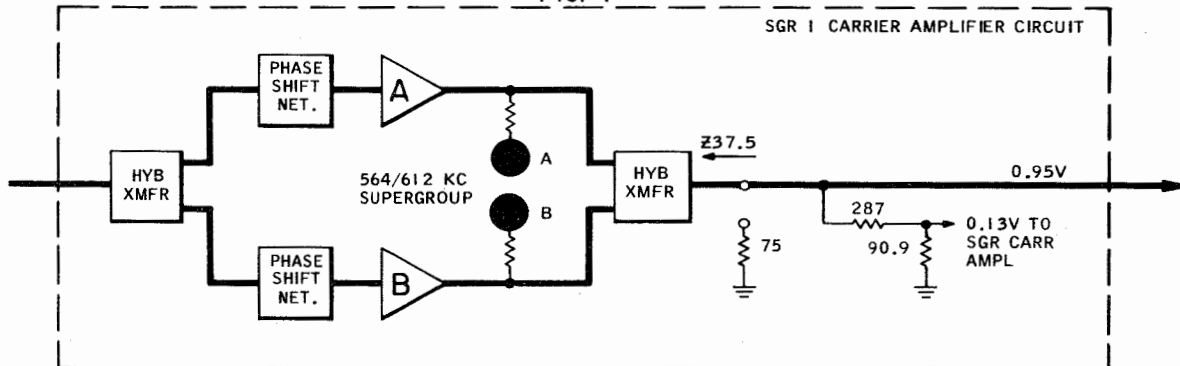 SGR 1 CARRIER AMPLIFIER CIRCUIT
PHASE
SHIFT
NET.
A
A
HYB
XMFR
564/612 KC
SUPERGROUP
B
HYB
XMFR
Z37.5
0.95V
287
90.9
0.13V TO
SGR CARR
AMPL
75
PHASE
SHIFT
NET.
B